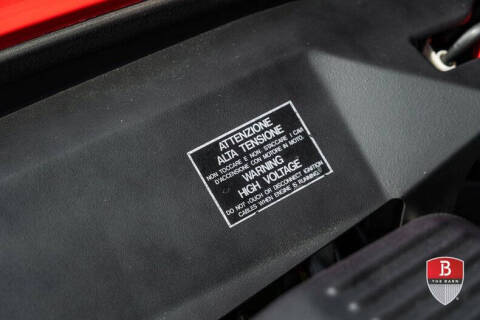 ATTENZIONE
ALTA TENSIONE
NON TOCCARE E NON STACCARE I CAVI
D'ACCENSIONE CON MOTORE IN MOTO.
WARNING
HIGH VOLTAGE
DO NOT TOUCH OR DISCONNECT IGNITION
CABLES WHEN ENGINE IS RUNNING!
B
THE BARN